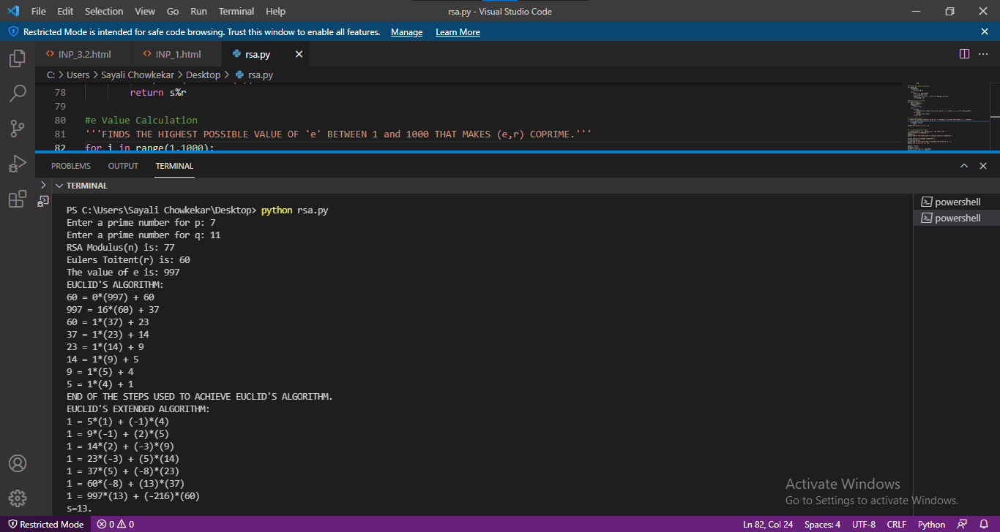 File Edit Selection View Go Run Terminal Help rsa.py - Visual Studio Code
Restricted Mode is intended for safe code browsing. Trust this window to enable all features. Manage Learn More
INP_3.2.html INP_1.html rsa.py
C: > Users > Sayali Chowkekar > Desktop > rsa.py
78 return s%r
79
80 #e Value Calculation
81 '''FINDS THE HIGHEST POSSIBLE VALUE OF 'e' BETWEEN 1 and 1000 THAT MAKES (e,r) COPRIME.'''
82 for i in range(1,1000):
PROBLEMS OUTPUT TERMINAL
TERMINAL
PS C:\Users\Sayali Chowkekar\Desktop> python rsa.py
Enter a prime number for p: 7
Enter a prime number for q: 11
RSA Modulus(n) is: 77
Eulers Toitent(r) is: 60
The value of e is: 997
EUCLID'S ALGORITHM:
60 = 0*(997) + 60
997 = 16*(60) + 37
60 = 1*(37) + 23
37 = 1*(23) + 14
23 = 1*(14) + 9
14 = 1*(9) + 5
9 = 1*(5) + 4
5 = 1*(4) + 1
END OF THE STEPS USED TO ACHIEVE EUCLID'S ALGORITHM.
EUCLID'S EXTENDED ALGORITHM:
1 = 5*(1) + (-1)*(4)
1 = 9*(-1) + (2)*(5)
1 = 14*(2) + (-3)*(9)
1 = 23*(-3) + (5)*(14)
1 = 37*(5) + (-8)*(23)
1 = 60*(-8) + (13)*(37)
1 = 997*(13) + (-216)*(60)
s=13.
powershell
powershell
Activate Windows
Go to Settings to activate Windows.
Restricted Mode 0 0 Ln 82, Col 24 Spaces: 4 UTF-8 CRLF Python